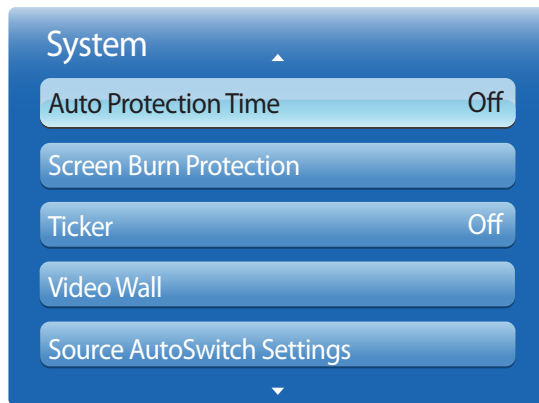 System
Auto Protection Time Off
Screen Burn Protection
Ticker Off
Video Wall
Source AutoSwitch Settings